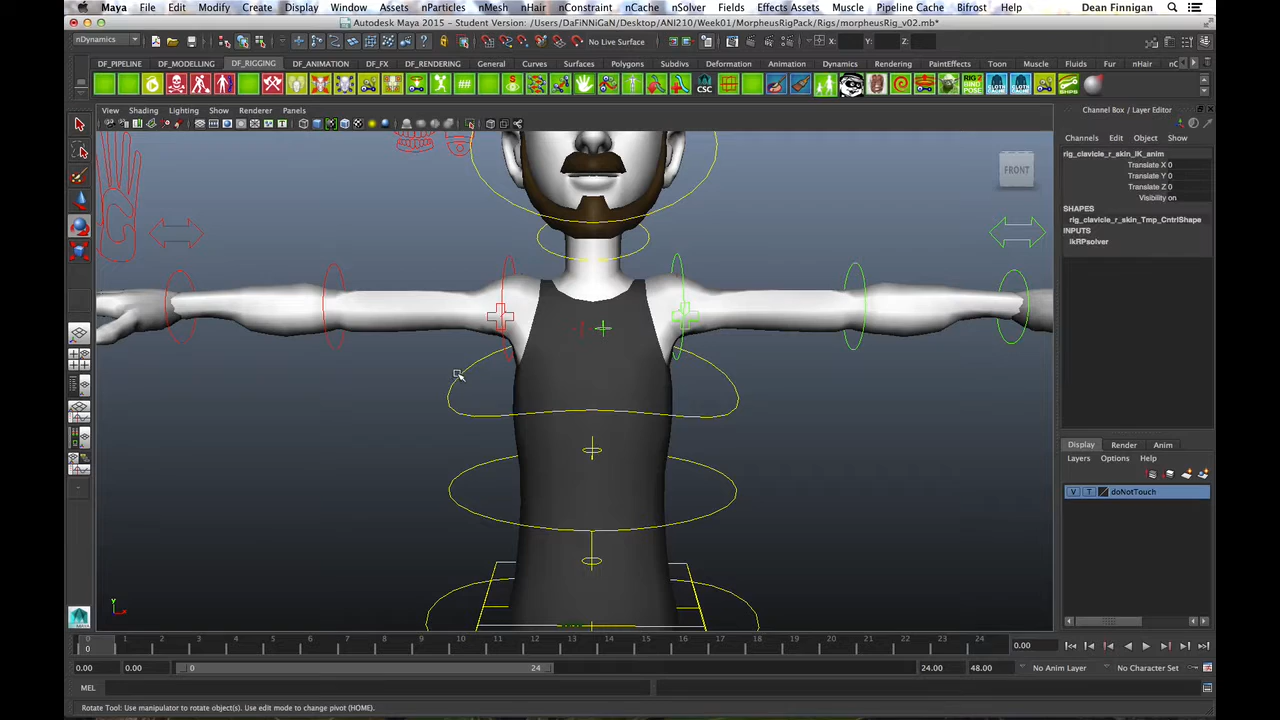 Maya File Edit Modify Create Display Window Assets nParticles nMesh nHair nConstraint nCache nSolver Fields Effects Assets Muscle Pipeline Cache Bifrost Help Dean Finnigan
Autodesk Maya 2015 - Student Version: /Users/DaFiNNiGaN/Desktop/ANI210/Week01/MorpheusRigPack/Rigs/morpheusRig_v02.mb*
nDynamics No Live Surface X: Y: Z:
DF_PIPELINE DF_MODELLING DF_RIGGING DF_ANIMATION DF_FX DF_RENDERING General Curves Surfaces Polygons Subdivs Deformation Animation Dynamics Rendering PaintEffects Toon Muscle Fluids Fur nHair nC
CSC
View Shading Lighting Show Renderer Panels
Channel Box / Layer Editor
Channels Edit Object Show
rig_clavicle_r_skin_IK_anim
Translate X 0
Translate Y 0
Translate Z 0
Visibility on
SHAPES
rig_clavicle_r_skin_Tmp_CntrlShape
INPUTS
ikRPsolver
FRONT
Display Render Anim
Layers Options Help
V T doNotTouch
0 1 2 3 4 5 6 7 8 9 10 11 12 13 14 15 16 17 18 19 20 21 22 23 24
0 0.00
0.00 0.00 0 24 24.00 48.00 No Anim Layer No Character Set
MEL
Rotate Tool: Use manipulator to rotate object(s). Use edit mode to change pivot (HOME).